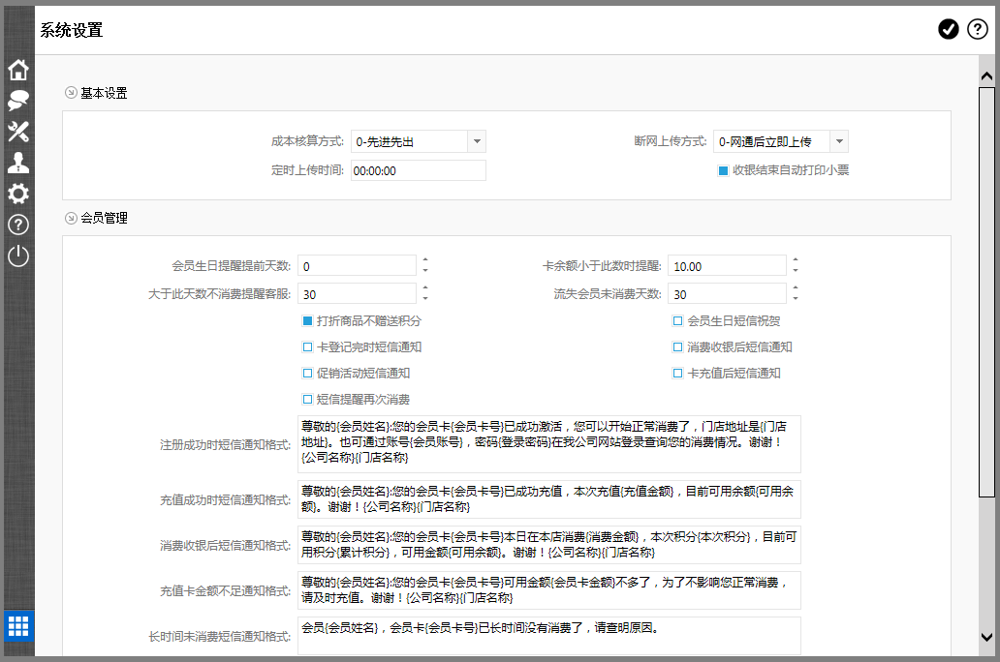 系统设置
基本设置
成本核算方式: 0-先进先出 断网上传方式: 0-网通后立即上传
定时上传时间: 00:00:00 收银结束自动打印小票
会员管理
会员生日提醒提前天数: 0 卡余额小于此数时提醒: 10.00
大于此天数不消费提醒客服: 30 流失会员未消费天数: 30
打折商品不赠送积分 会员生日短信祝贺
卡登记完时短信通知 消费收银后短信通知
促销活动短信通知 卡充值后短信通知
短信提醒再次消费
注册成功时短信通知格式:
尊敬的{会员姓名}:您的会员卡{会员卡号}已成功激活，您可以开始正常消费了，门店地址是{门店
地址}。也可通过账号{会员账号}，密码{登录密码}在我公司网站登录查询您的消费情况。谢谢！
{公司名称}{门店名称}
充值成功时短信通知格式:
尊敬的{会员姓名}:您的会员卡{会员卡号}已成功充值，本次充值{充值金额}，目前可用余额{可用余
额}。谢谢！{公司名称}{门店名称}
消费收银后短信通知格式:
尊敬的{会员姓名}:您的会员卡{会员卡号}本日在本店消费{消费金额}，本次积分{本次积分}，目前可
用积分{累计积分}，可用金额{可用余额}。谢谢！{公司名称}{门店名称}
充值卡金额不足通知格式:
尊敬的{会员姓名}:您的会员卡{会员卡号}可用金额{会员卡金额}不多了，为了不影响您正常消费，
请及时充值。谢谢！{公司名称}{门店名称}
长时间未消费短信通知格式:
会员{会员姓名}，会员卡{会员卡号}已长时间没有消费了，请查明原因。